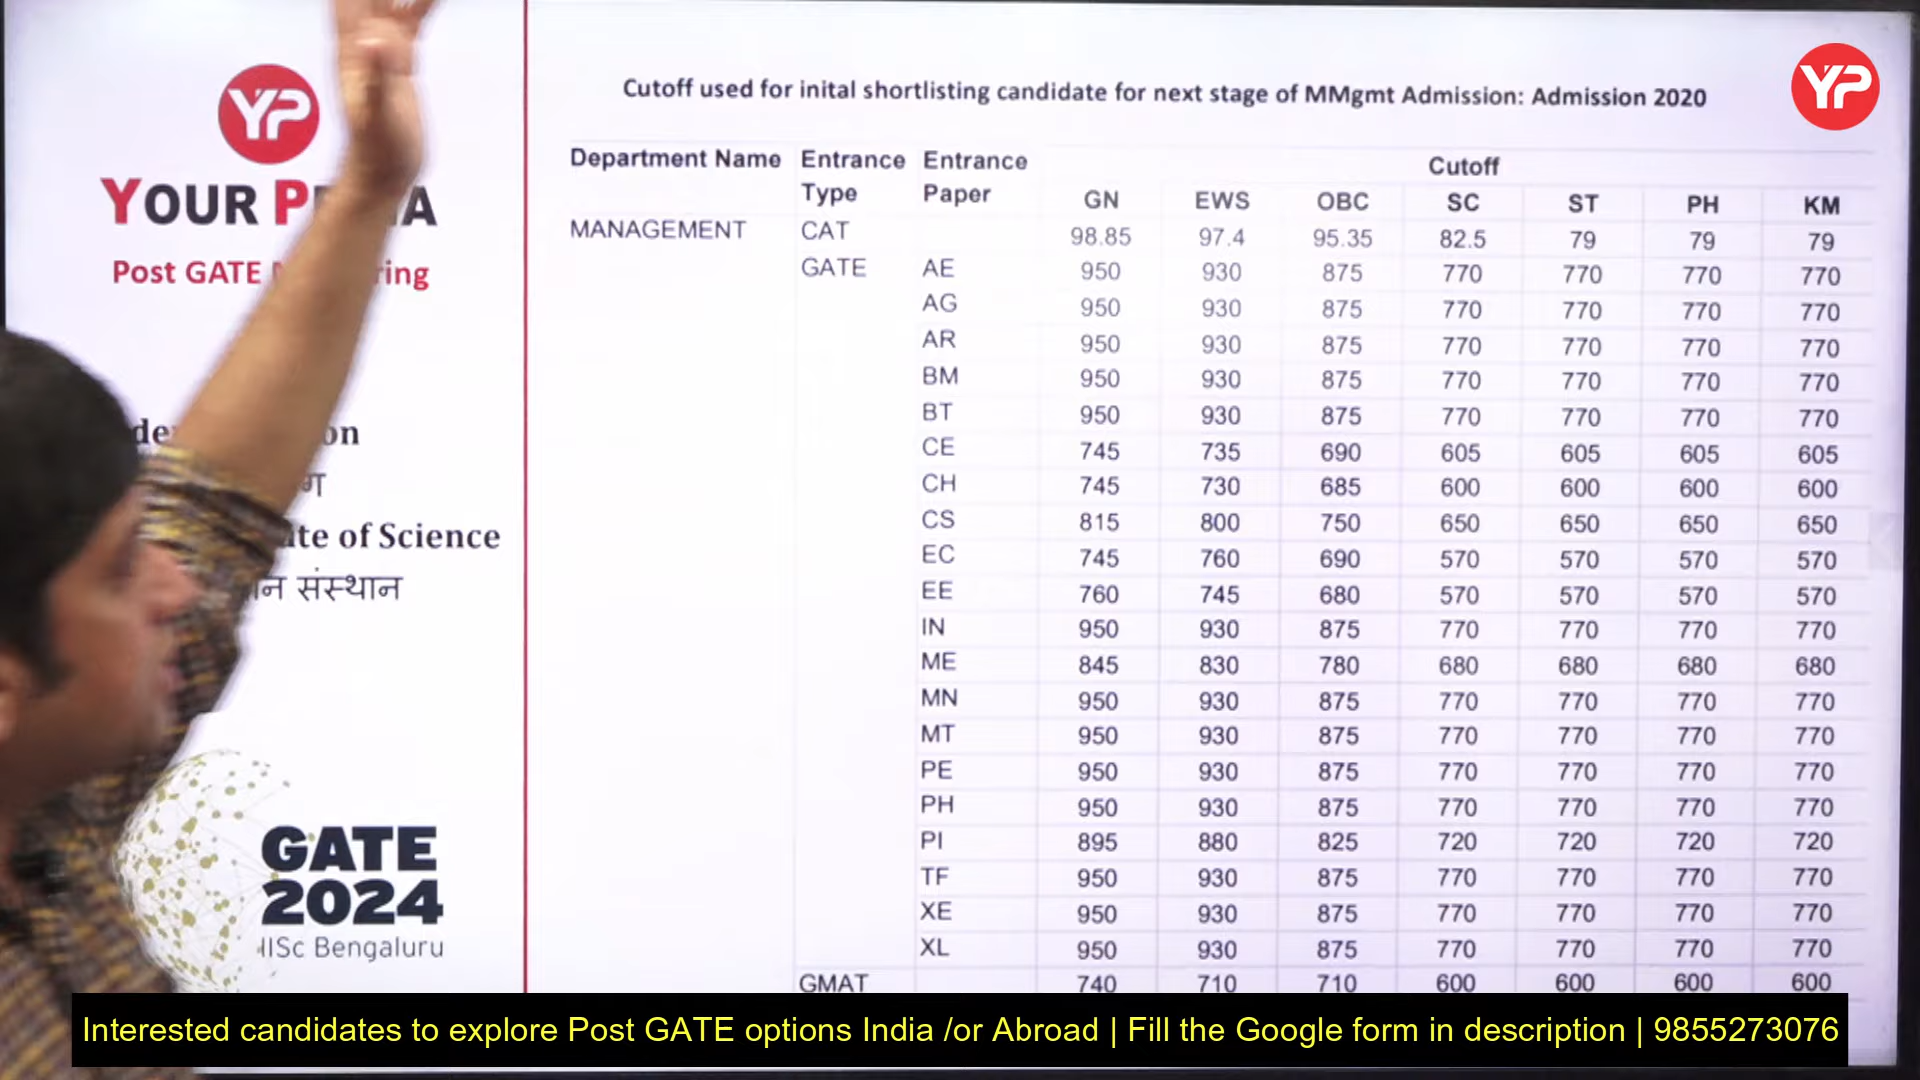 YP
YOUR P
A
Post GATE
ring
on
ute of Science
संस्थान
GATE
2024
IISc Bengaluru
YP
Cutoff used for inital shortlisting candidate for next stage of MMgmt Admission: Admission 2020
Department Name Entrance Type Entrance Paper Cutoff
GN EWS OBC SC ST PH KM
MANAGEMENT CAT 98.85 97.4 95.35 82.5 79 79 79
GATE AE 950 930 875 770 770 770 770
AG 950 930 875 770 770 770 770
AR 950 930 875 770 770 770 770
BM 950 930 875 770 770 770 770
BT 950 930 875 770 770 770 770
CE 745 735 690 605 605 605 605
CH 745 730 685 600 600 600 600
CS 815 800 750 650 650 650 650
EC 745 760 690 570 570 570 570
EE 760 745 680 570 570 570 570
IN 950 930 875 770 770 770 770
ME 845 830 780 680 680 680 680
MN 950 930 875 770 770 770 770
MT 950 930 875 770 770 770 770
PE 950 930 875 770 770 770 770
PH 950 930 875 770 770 770 770
PI 895 880 825 720 720 720 720
TF 950 930 875 770 770 770 770
XE 950 930 875 770 770 770 770
XL 950 930 875 770 770 770 770
GMAT 740 710 710 600 600 600 600
Interested candidates to explore Post GATE options India /or Abroad | Fill the Google form in description | 9855273076